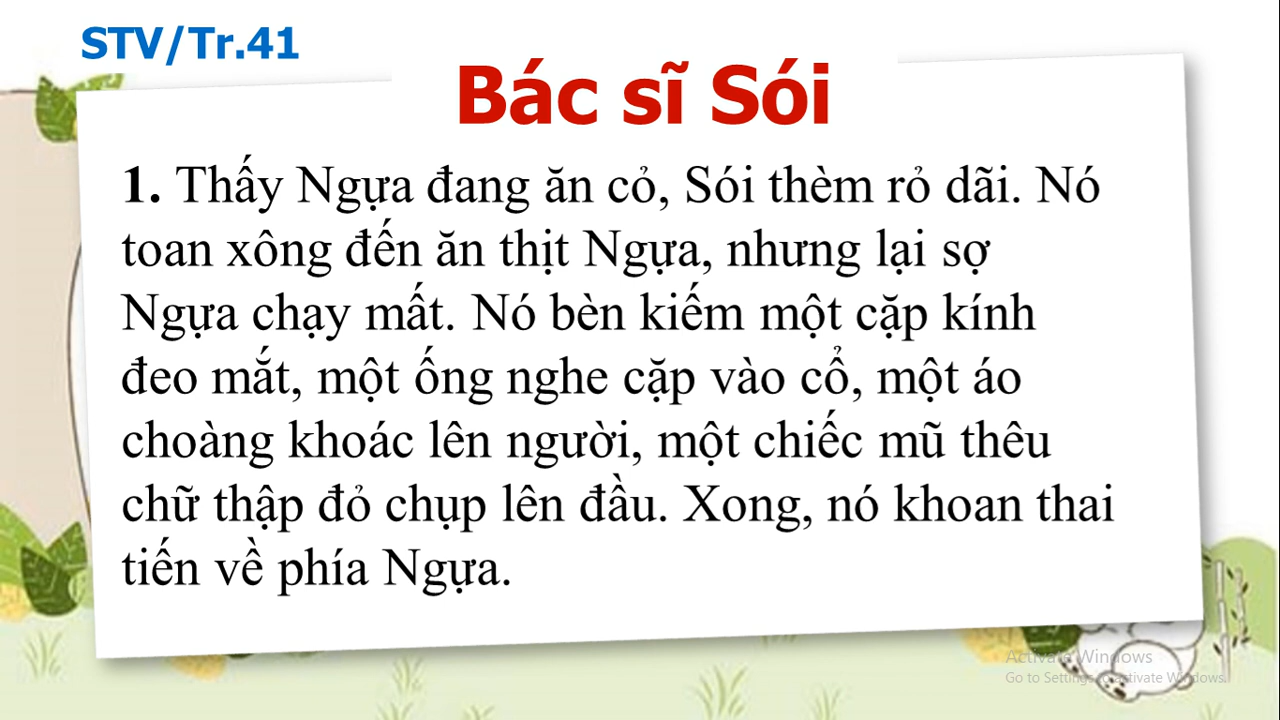 STV/Tr.41
Bác sĩ Sói
1. Thấy Ngựa đang ăn cỏ, Sói thèm rỏ dãi. Nó
toan xông đến ăn thịt Ngựa, nhưng lại sợ
Ngựa chạy mất. Nó bèn kiếm một cặp kính
đeo mắt, một ống nghe cặp vào cổ, một áo
choàng khoác lên người, một chiếc mũ thêu
chữ thập đỏ chụp lên đầu. Xong, nó khoan thai
tiến về phía Ngựa.
Activate Windows
Go to Settings to activate Windows.